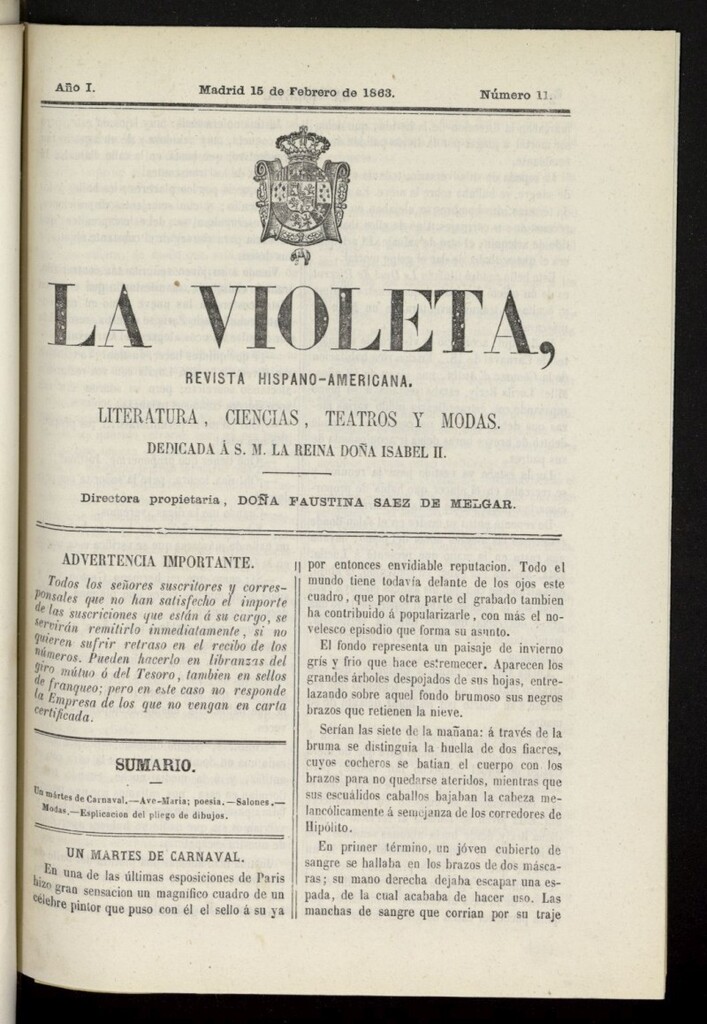 Año I.
Madrid 15 de Febrero de 1863.
Número 11.
LA VIOLETA,
REVISTA HISPANO-AMERICANA.
LITERATURA, CIENCIAS, TEATROS Y MODAS.
DEDICADA Á S. M. LA REINA DOÑA ISABEL II.
Directora propietaria, DOÑA FAUSTINA SAEZ DE MELGAR.
ADVERTENCIA IMPORTANTE.
Todos los señores suscritores y corres-
ponsales que no han satisfecho el importe
de las suscriciones que están á su cargo, se
servirán remitirlo inmediatamente, si no
quieren sufrir retraso en el recibo de los
números. Pueden hacerlo en libranzas del
giro mútuo ó del Tesoro, tambien en sellos
de franqueo; pero en este caso no responde
la Empresa de los que no vengan en carta
certificada.
SUMARIO.
Un mártes de Carnaval.—Ave-Maria; poesia.—Salones.—
Modas.—Esplicacion del pliego de dibujos.
UN MARTES DE CARNAVAL.
En una de las últimas esposiciones de Paris
hizo gran sensacion un magnífico cuadro de un
célebre pintor que puso con él el sello á su ya
por entonces envidiable reputacion. Todo el
mundo tiene todavía delante de los ojos este
cuadro, que por otra parte el grabado tambien
ha contribuido á popularizarle, con más el no-
velesco episodio que forma su asunto.
El fondo representa un paisaje de invierno
grís y frio que hace estremecer. Aparecen los
grandes árboles despojados de sus hojas, entre-
lazando sobre aquel fondo brumoso sus negros
brazos que retienen la nieve.
Serían las siete de la mañana: á través de la
bruma se distinguia la huella de dos fiacres,
cuyos cocheros se batian el cuerpo con los
brazos para no quedarse ateridos, mientras que
sus escuálidos caballos bajaban la cabeza me-
lancólicamente á semejanza de los corredores de
Hipólito.
En primer término, un jóven cubierto de
sangre se hallaba en los brazos de dos másca-
ras; su mano derecha dejaba escapar una es-
pada, de la cual acababa de hacer uso. Las
manchas de sangre que corrian por su traje